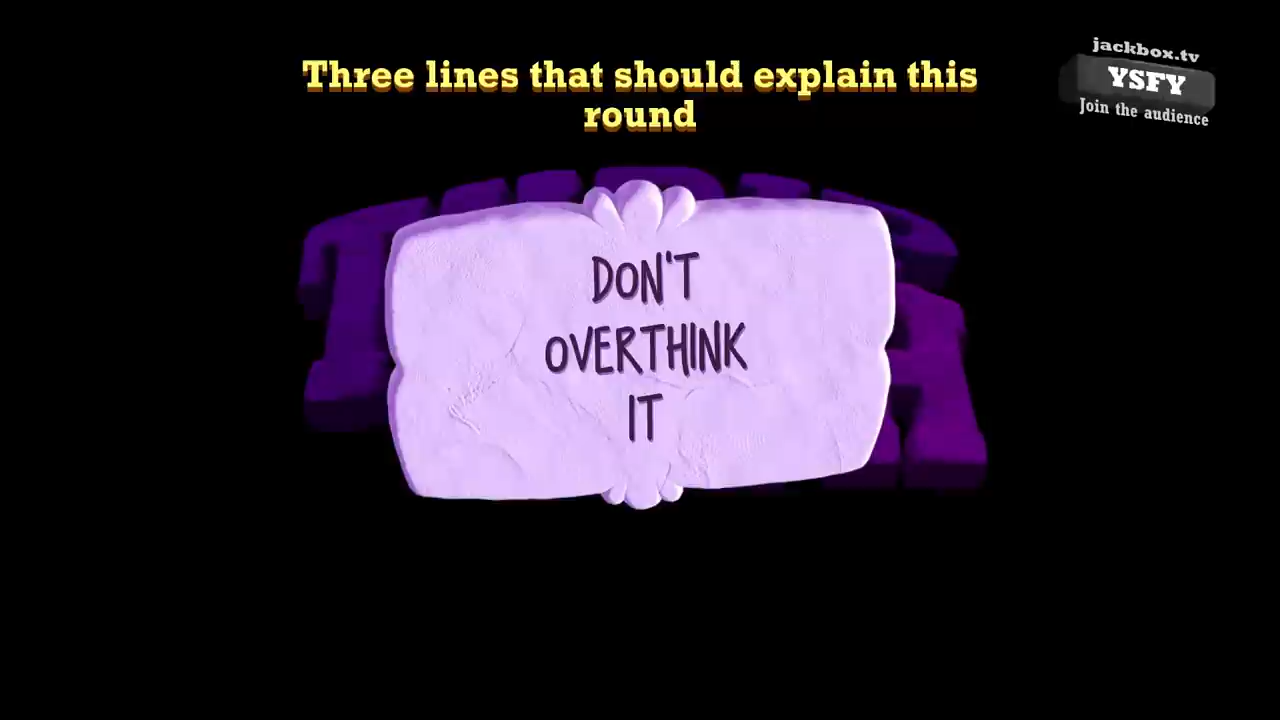 Three lines that should explain this
round
jackbox.tv
YSFY
Join the audience
DON'T
OVERTHINK
IT